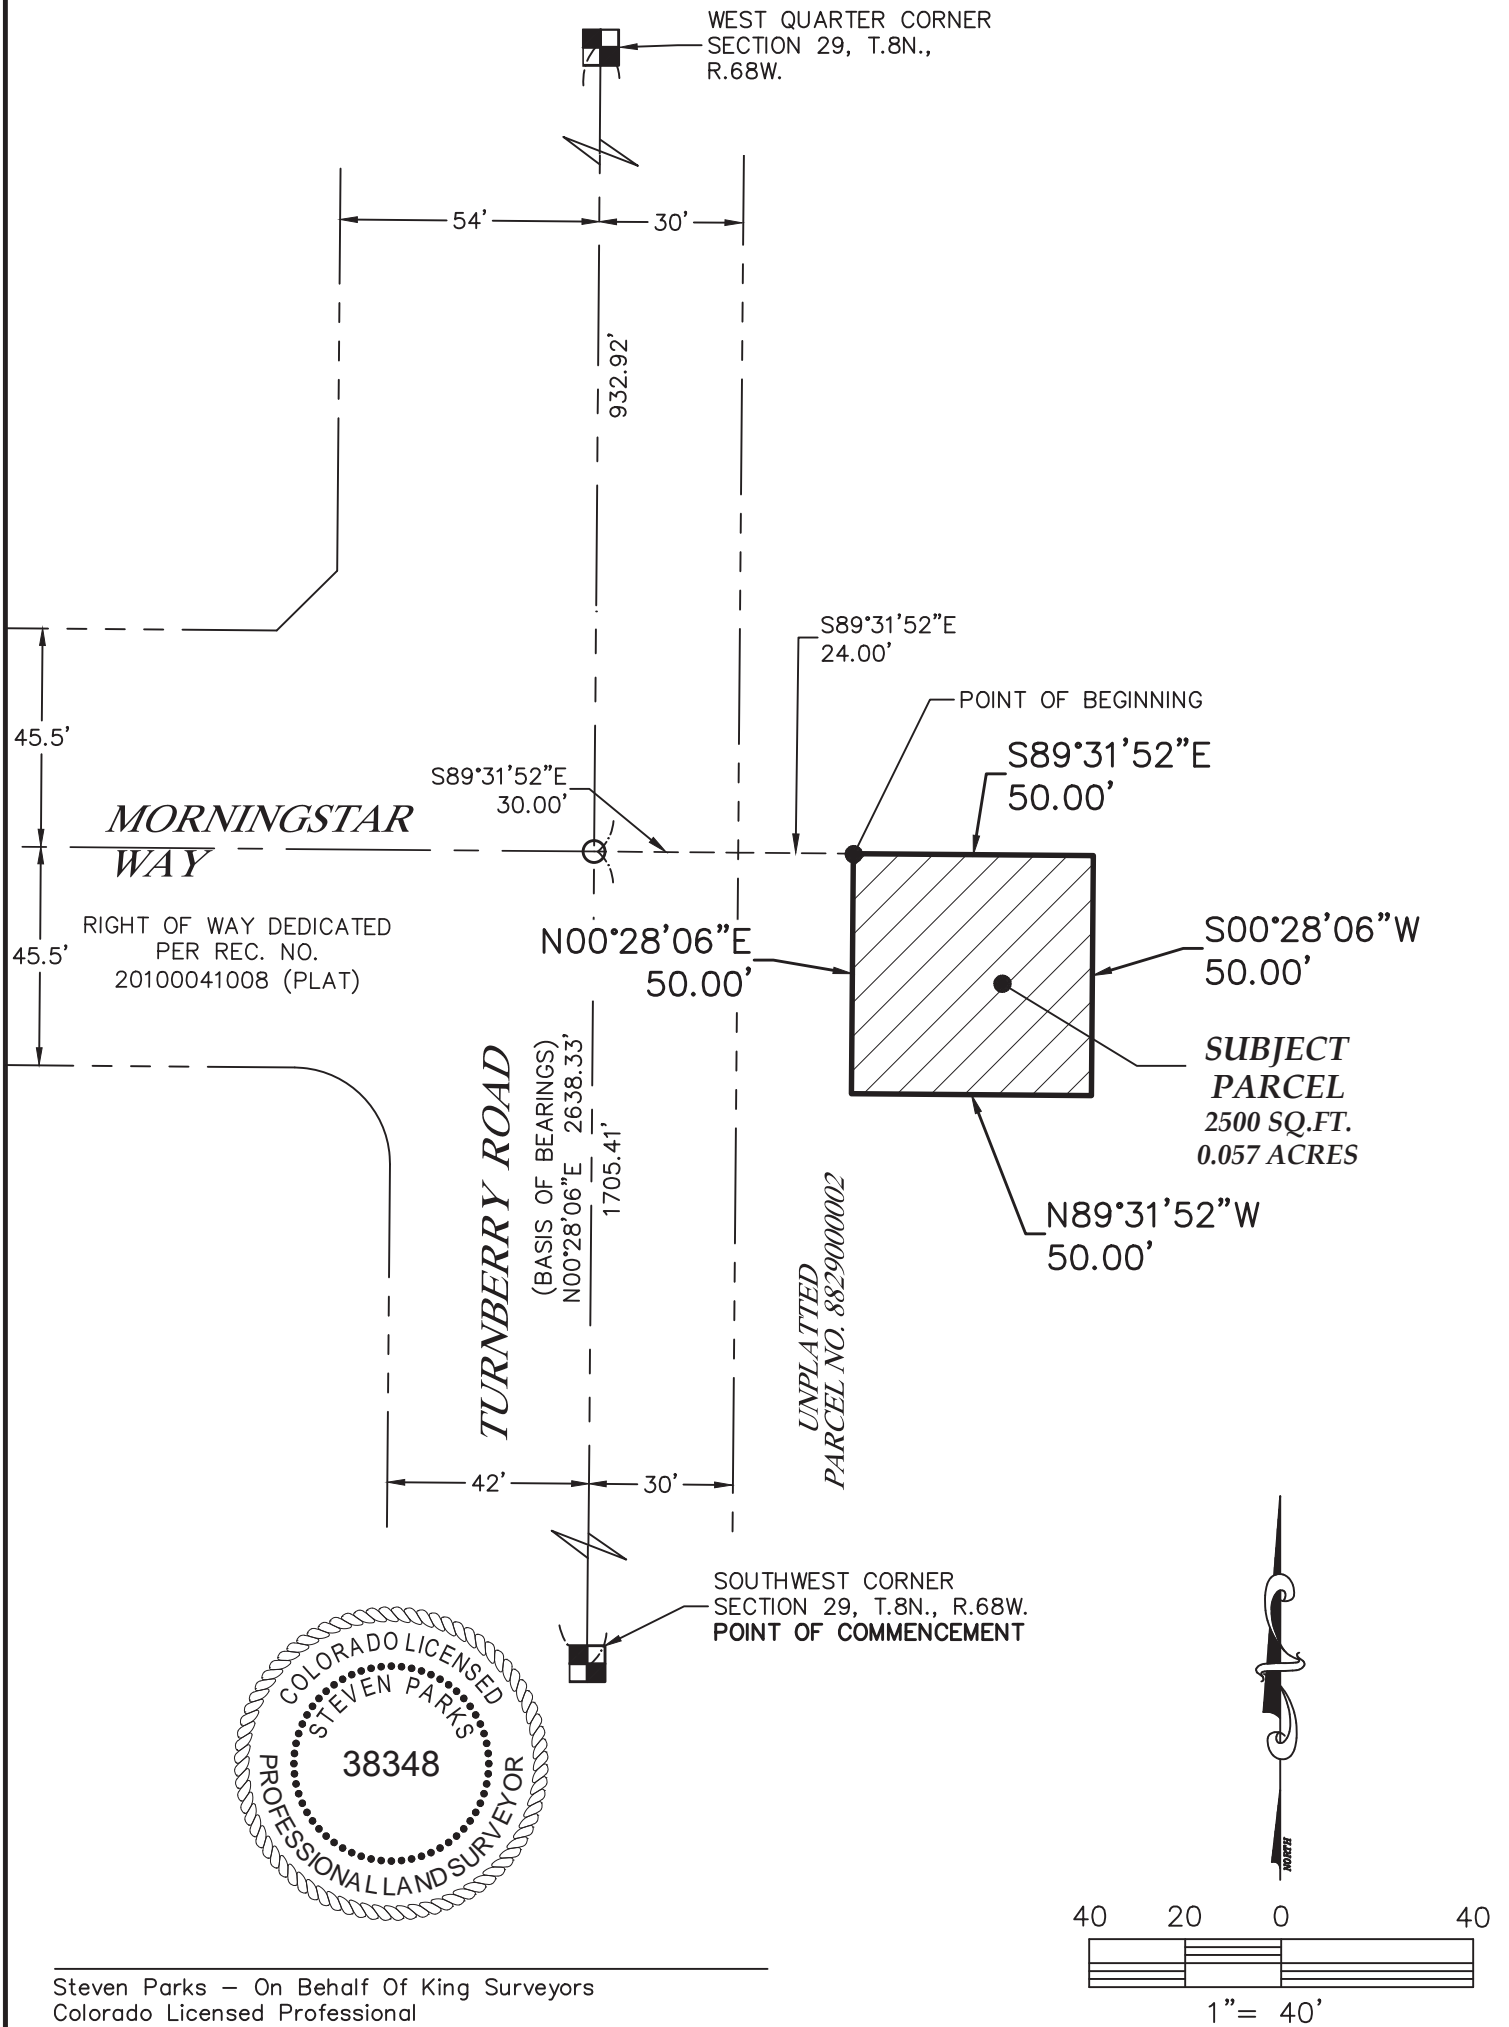 WEST QUARTER CORNER
SECTION 29, T.8N.,
R.68W.
54'
30'
932.92'
S89°31'52"E
24.00'
POINT OF BEGINNING
45.5'
S89°31'52"E
50.00'
S89°31'52"E
30.00'
MORNINGSTAR
WAY
RIGHT OF WAY DEDICATED
PER REC. NO.
20100041008 (PLAT)
45.5'
N00°28'06"E
50.00'
S00°28'06"W
50.00'
SUBJECT
PARCEL
2500 SQ.FT.
0.057 ACRES
TURNBERRY ROAD
(BASIS OF BEARINGS)
N00°28'06"E 2638.33'
1705.41'
N89°31'52"W
50.00'
UNPLATTED
PARCEL NO. 8829000002
42'
30'
SOUTHWEST CORNER
SECTION 29, T.8N., R.68W.
POINT OF COMMENCEMENT
COLORADO LICENSED
STEVEN PARKS
38348
PROFESSIONAL LAND SURVEYOR
NORTH
40 20 0 40
1"= 40'
Steven Parks – On Behalf Of King Surveyors
Colorado Licensed Professional